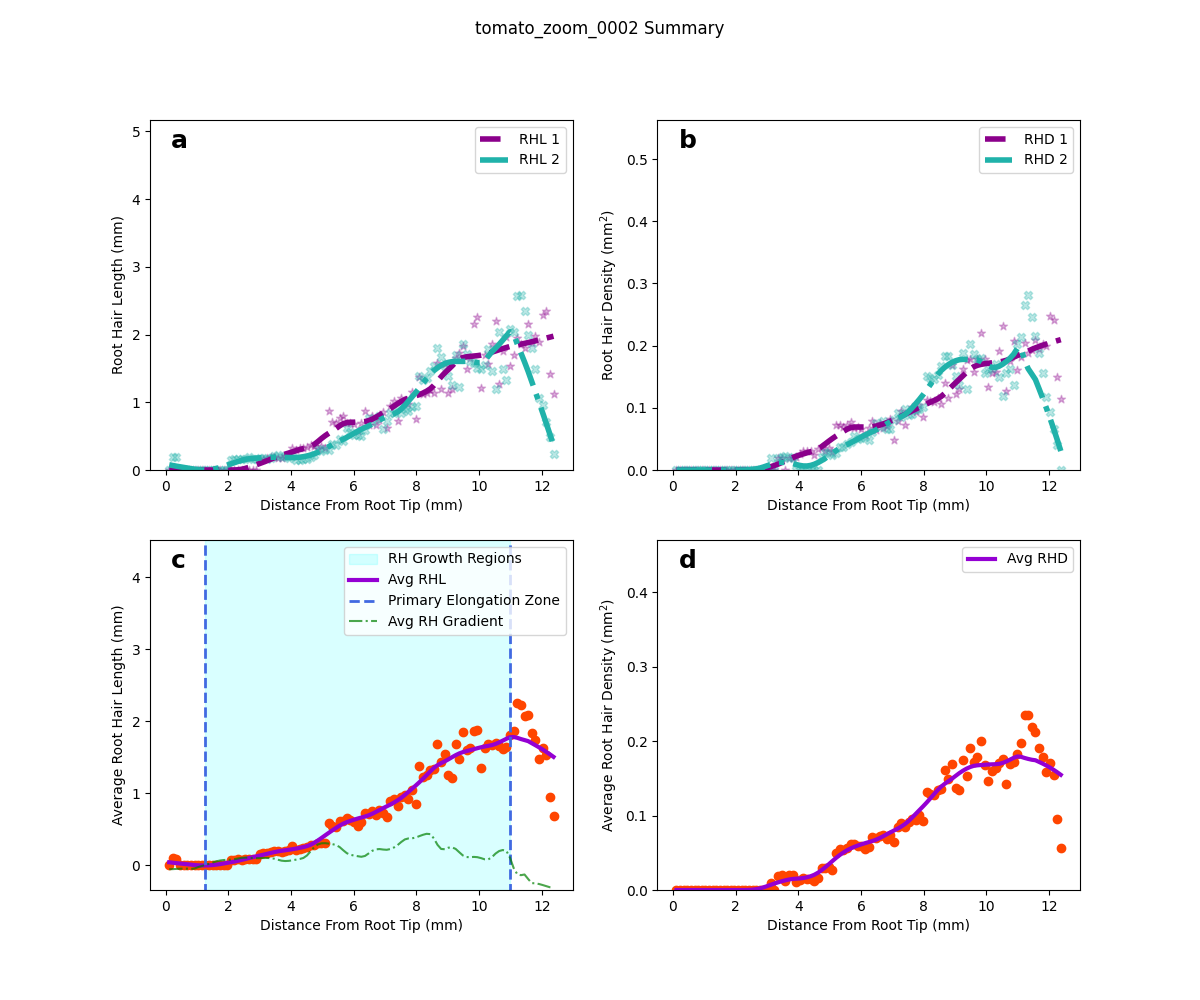 tomato_zoom_0002 Summary
a
RHL 1
RHL 2
5
4
3
2
1
0
Root Hair Length (mm)
0 2 4 6 8 10 12
Distance From Root Tip (mm)
b
RHD 1
RHD 2
0.5
0.4
0.3
0.2
0.1
0.0
Root Hair Density (mm²)
0 2 4 6 8 10 12
Distance From Root Tip (mm)
c
RH Growth Regions
Avg RHL
Primary Elongation Zone
Avg RH Gradient
4
3
2
1
0
Average Root Hair Length (mm)
0 2 4 6 8 10 12
Distance From Root Tip (mm)
d
Avg RHD
0.4
0.3
0.2
0.1
0.0
Average Root Hair Density (mm²)
0 2 4 6 8 10 12
Distance From Root Tip (mm)